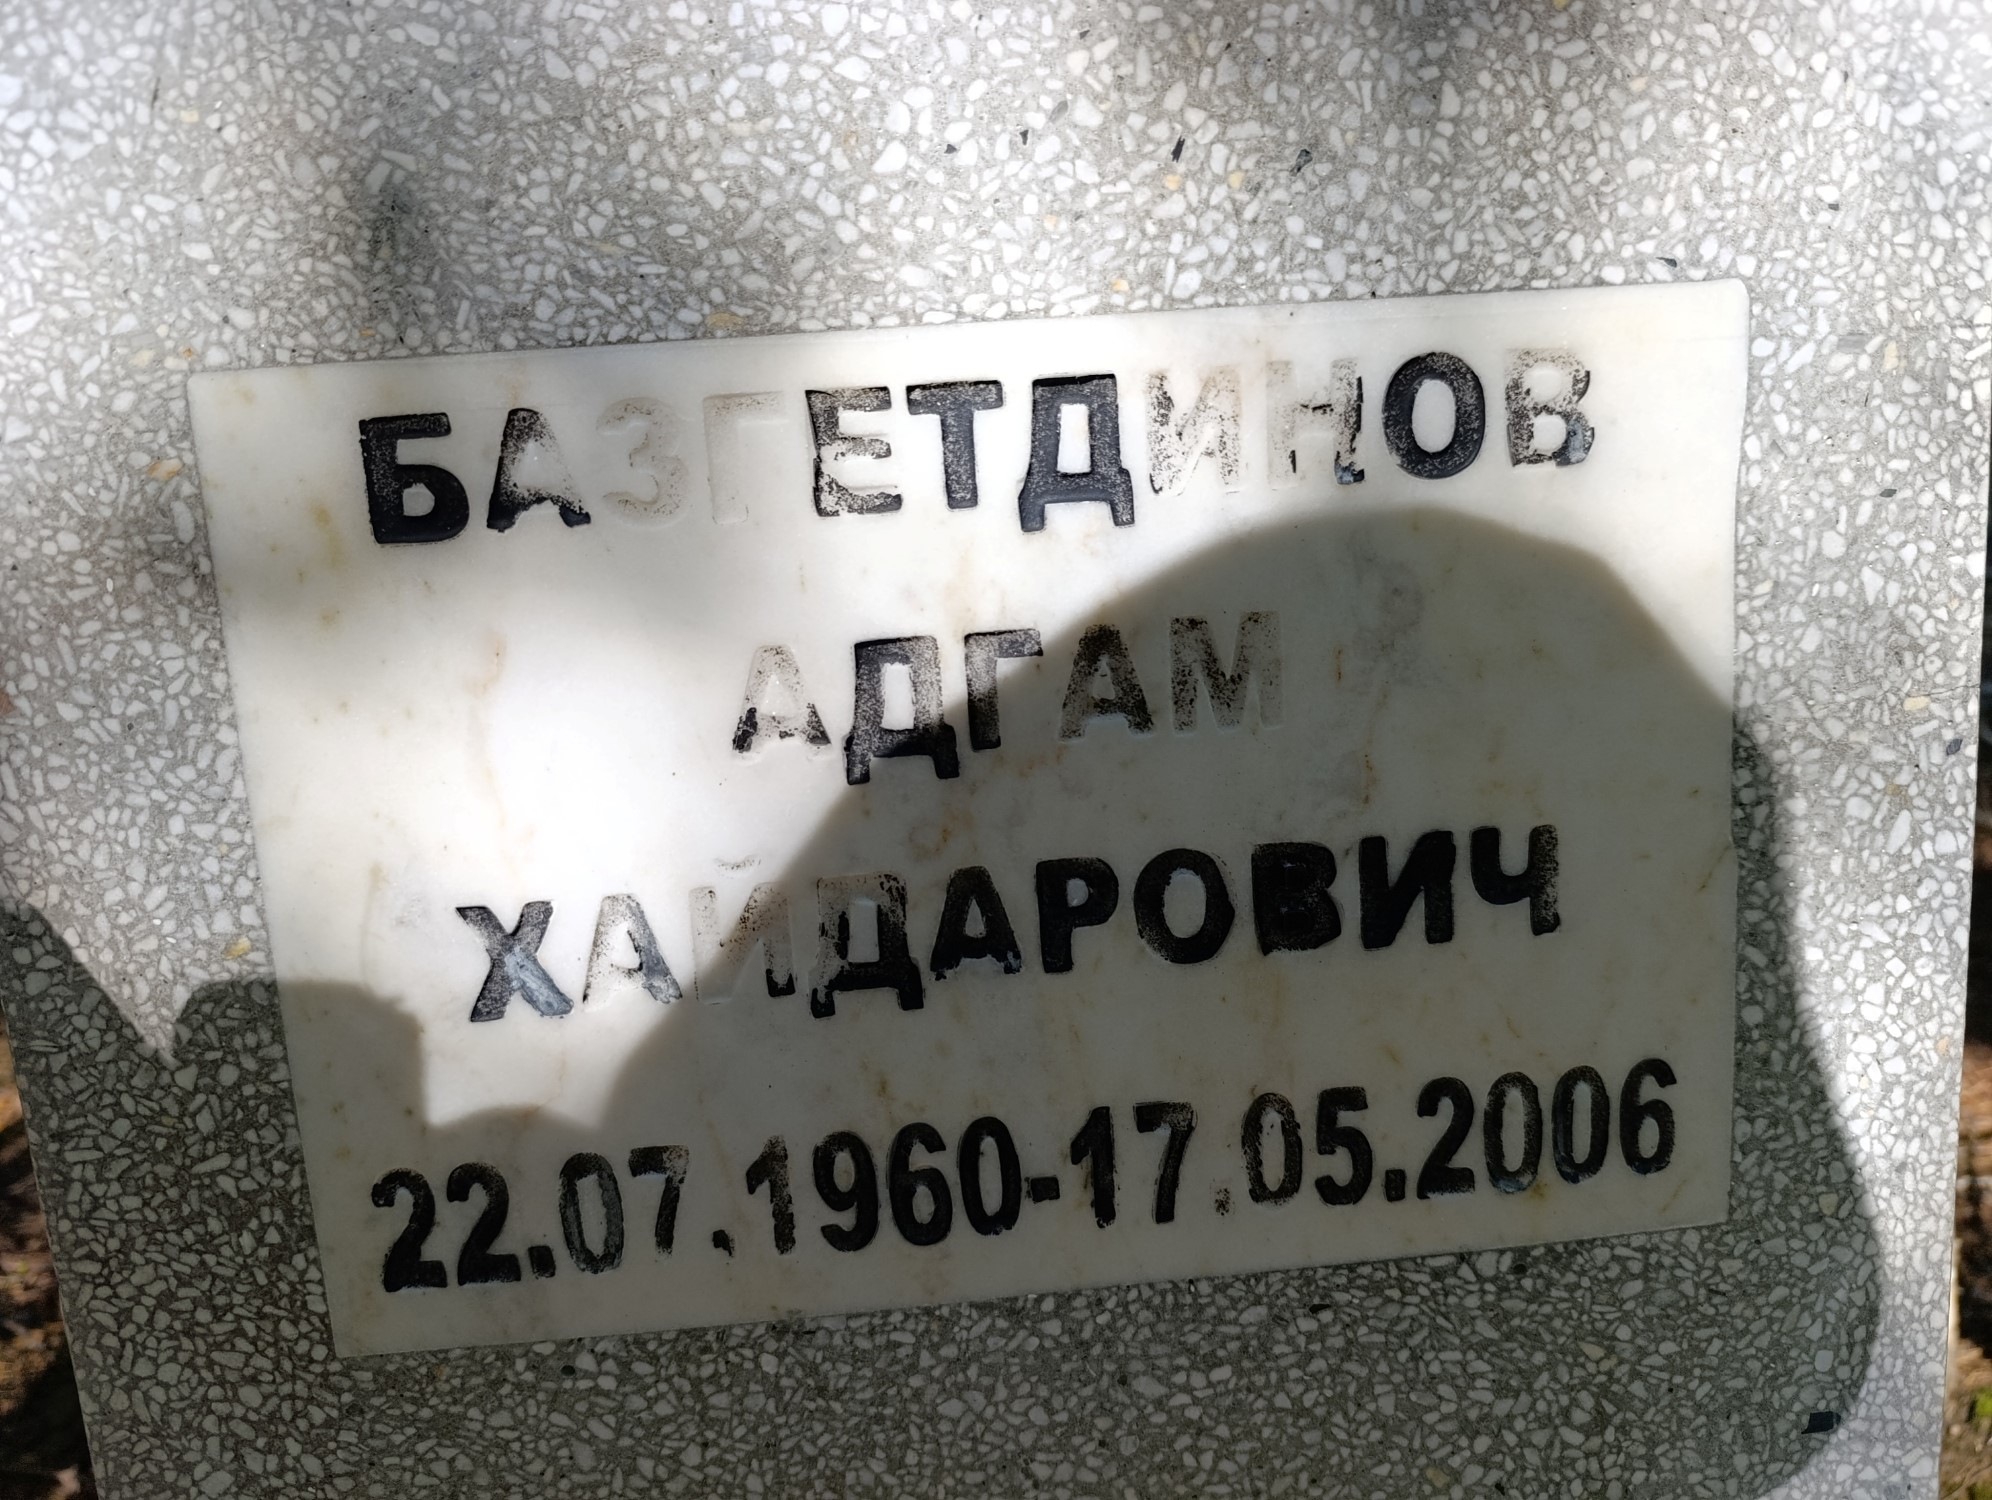 БАЗГЕТДИНОВ
АДГАМ
ХАЙДАРОВИЧ
22.07.1960-17.05.2006